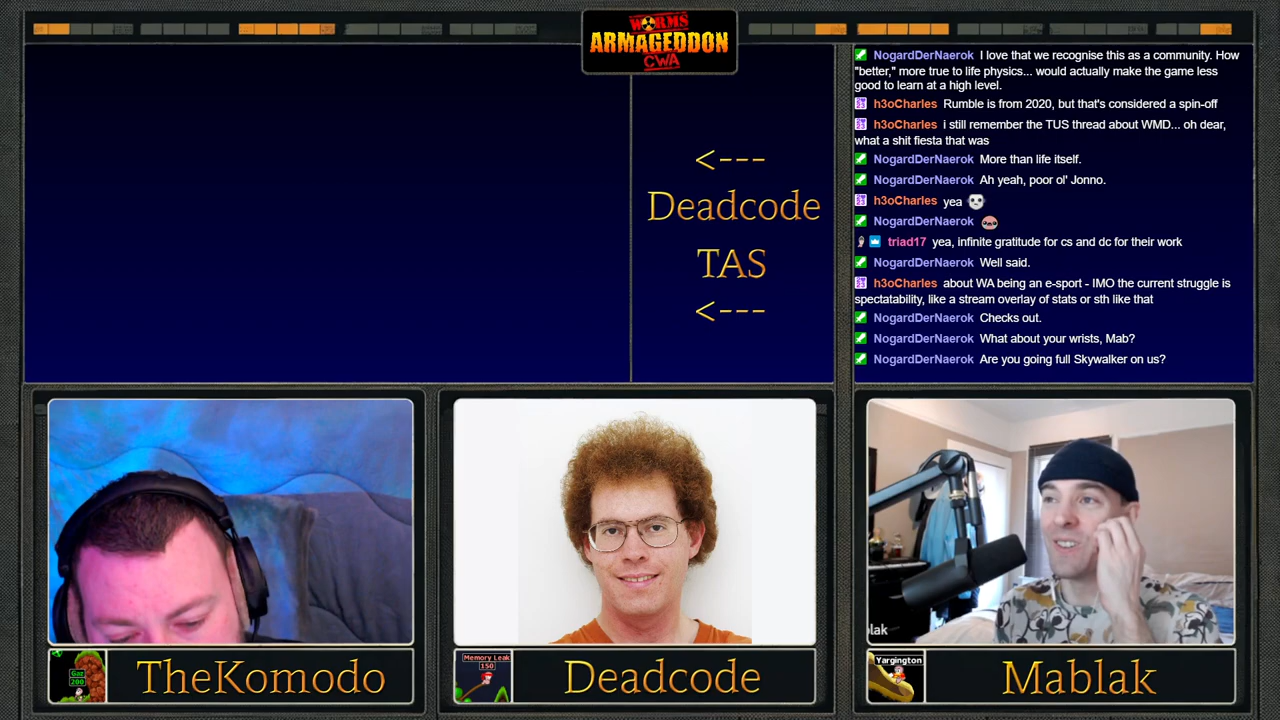 WORMS
ARMAGEDDON
CWA
<---
Deadcode
TAS
<---
NogardDerNaerok I love that we recognise this as a community. How
"better," more true to life physics... would actually make the game less
good to learn at a high level.
h3oCharles Rumble is from 2020, but that's considered a spin-off
h3oCharles i still remember the TUS thread about WMD... oh dear,
what a shit fiesta that was
NogardDerNaerok More than life itself.
NogardDerNaerok Ah yeah, poor ol' Jonno.
h3oCharles yea
NogardDerNaerok
triad17 yea, infinite gratitude for cs and dc for their work
NogardDerNaerok Well said.
h3oCharles about WA being an e-sport - IMO the current struggle is
spectatability, like a stream overlay of stats or sth like that
NogardDerNaerok Checks out.
NogardDerNaerok What about your wrists, Mab?
NogardDerNaerok Are you going full Skywalker on us?
Gaz
200
TheKomodo
Memory Leak
150
Deadcode
lak
Yargington
Mablak